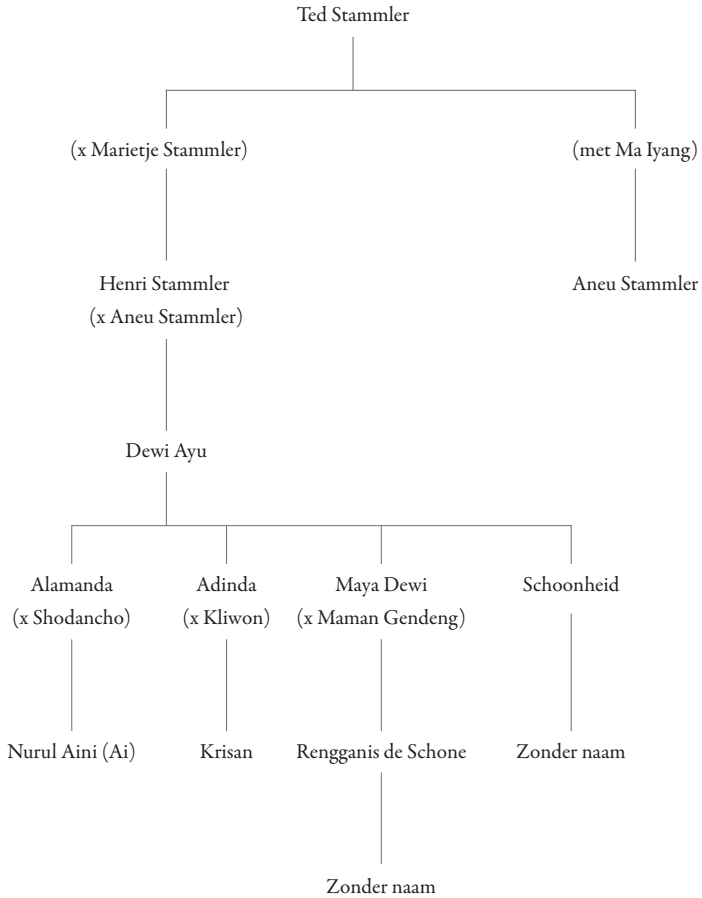 Ted Stammler
(x Marietje Stammler)
(met Ma Iyang)
Henri Stammler
(x Aneu Stammler)
Aneu Stammler
Dewi Ayu
Alamanda
(x Shodancho)
Adinda
(x Kliwon)
Maya Dewi
(x Maman Gendeng)
Schoonheid
Nurul Aini (Ai)
Krisan
Rengganis de Schone
Zonder naam
Zonder naam